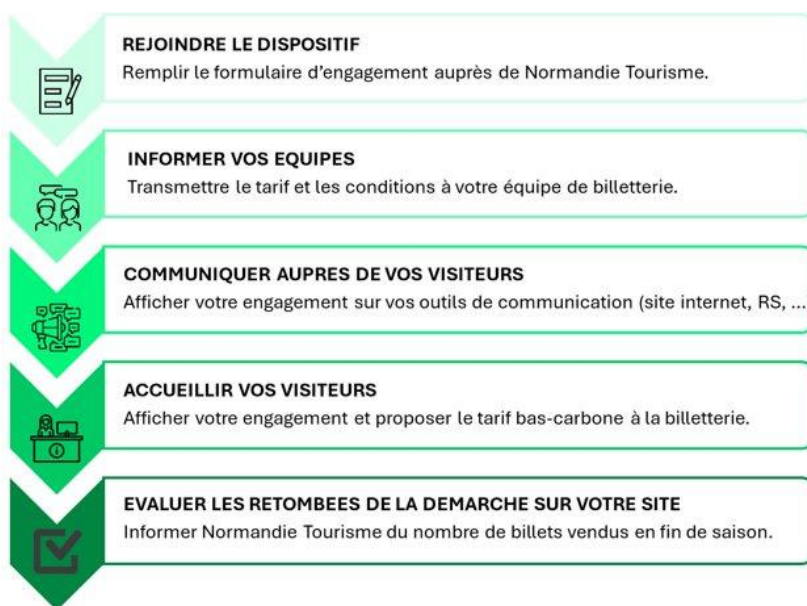 REJOINDRE LE DISPOSITIF
Remplir le formulaire d'engagement auprès de Normandie Tourisme.
INFORMER VOS EQUIPES
Transmettre le tarif et les conditions à votre équipe de billetterie.
COMMUNIQUER AUPRES DE VOS VISITEURS
Afficher votre engagement sur vos outils de communication (site internet, RS, ...
ACCUEILLIR VOS VISITEURS
Afficher votre engagement et proposer le tarif bas-carbone à la billetterie.
EVALUER LES RETOMBEES DE LA DEMARCHE SUR VOTRE SITE
Informer Normandie Tourisme du nombre de billets vendus en fin de saison.